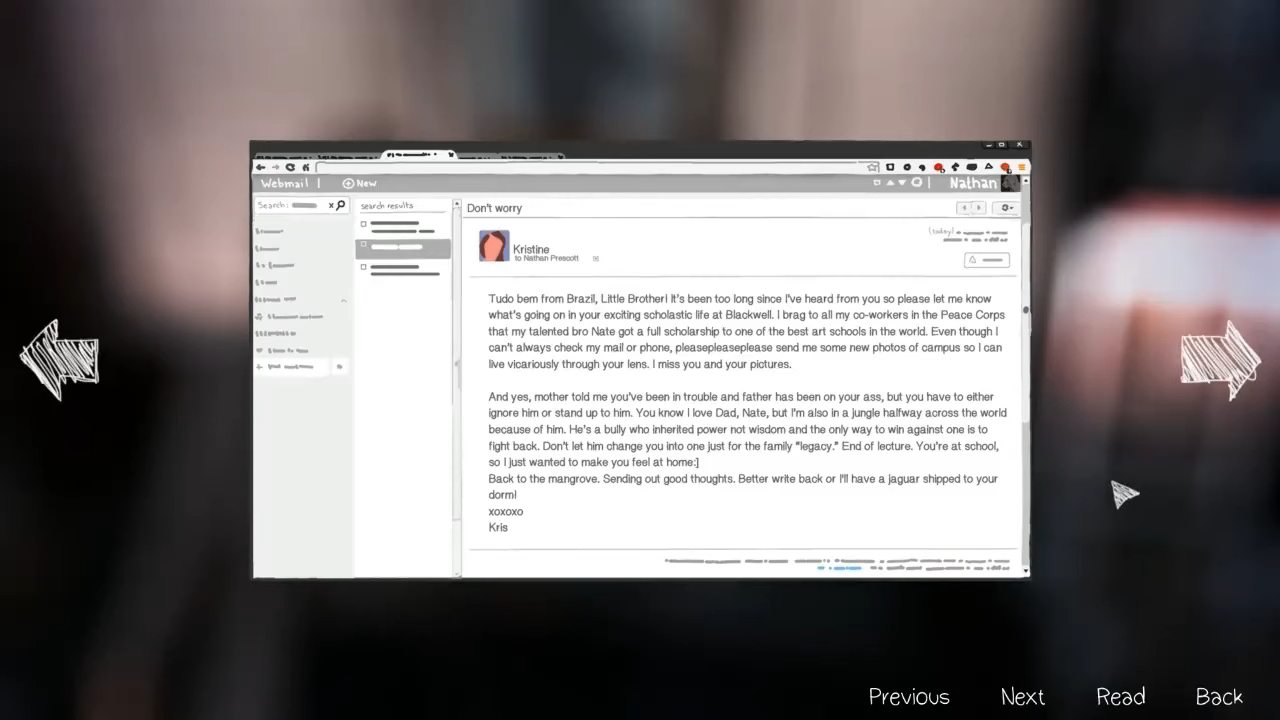 Webmail | New
Nathan
Search:
x
search results
Don't worry
(today)
Kristine
to Nathan Prescott
Tudo bem from Brazil, Little Brother! It's been too long since I've heard from you so please let me know
what's going on in your exciting scholastic life at Blackwell. I brag to all my co-workers in the Peace Corps
that my talented bro Nate got a full scholarship to one of the best art schools in the world. Even though I
can't always check my mail or phone, pleasepleaseplease send me some new photos of campus so I can
live vicariously through your lens. I miss you and your pictures.
And yes, mother told me you've been in trouble and father has been on your ass, but you have to either
ignore him or stand up to him. You know I love Dad, Nate, but I'm also in a jungle halfway across the world
because of him. He's a bully who inherited power not wisdom and the only way to win against one is to
fight back. Don't let him change you into one just for the family "legacy." End of lecture. You're at school,
so I just wanted to make you feel at home:]
Back to the mangrove. Sending out good thoughts. Better write back or I'll have a jaguar shipped to your
dorm!
xoxoxo
Kris
Previous
Next
Read
Back